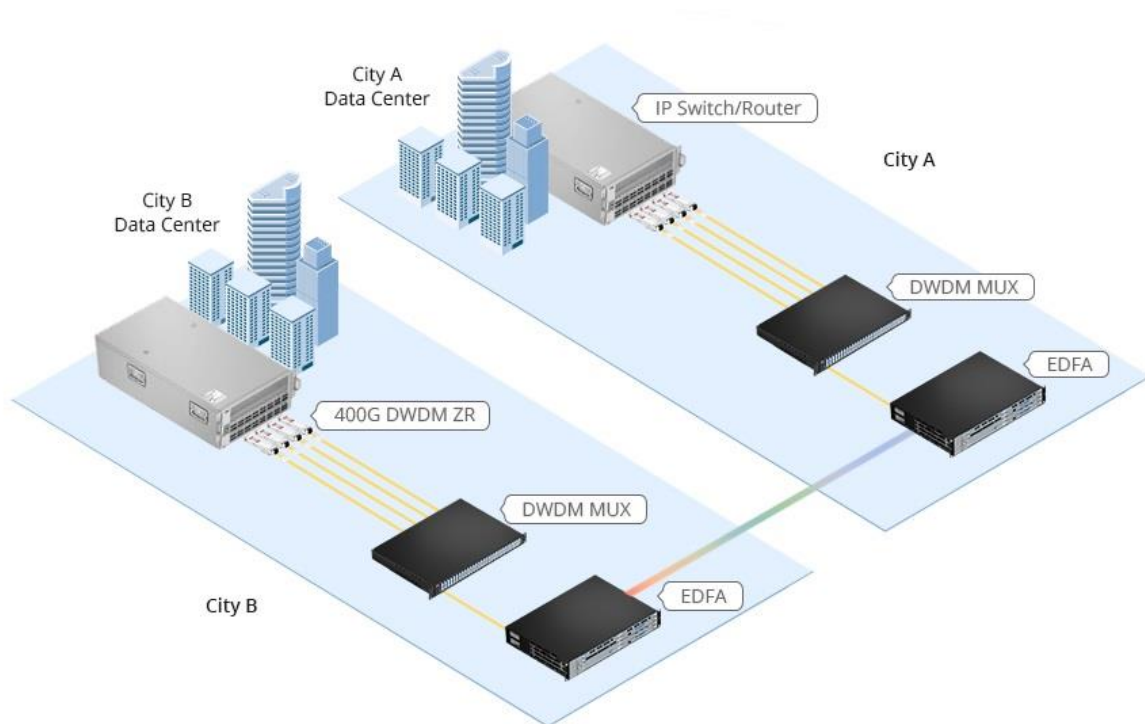 City A
Data Center
IP Switch/Router
City A
City B
Data Center
DWDM MUX
EDFA
400G DWDM ZR
DWDM MUX
EDFA
City B